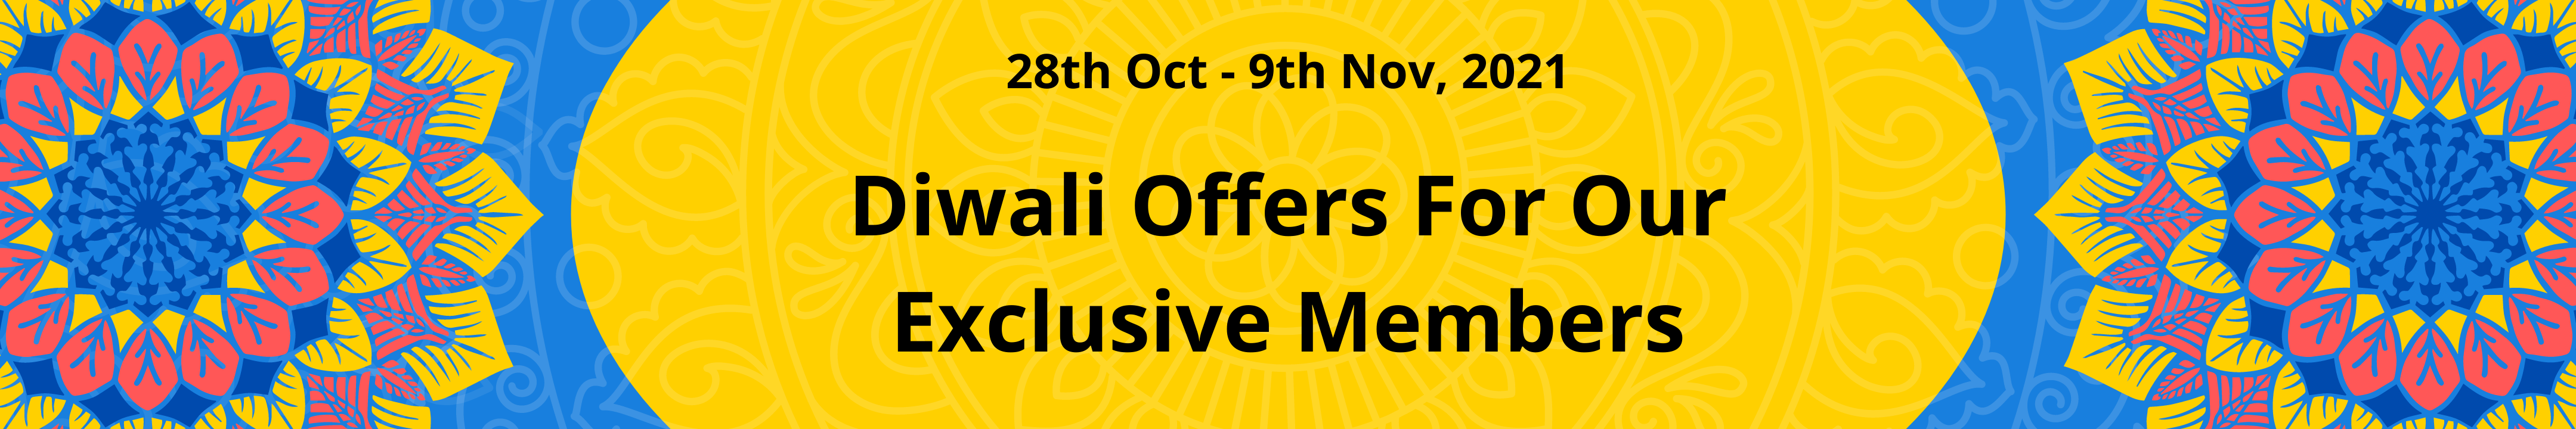 28th Oct - 9th Nov, 2021
Diwali Offers For Our
Exclusive Members